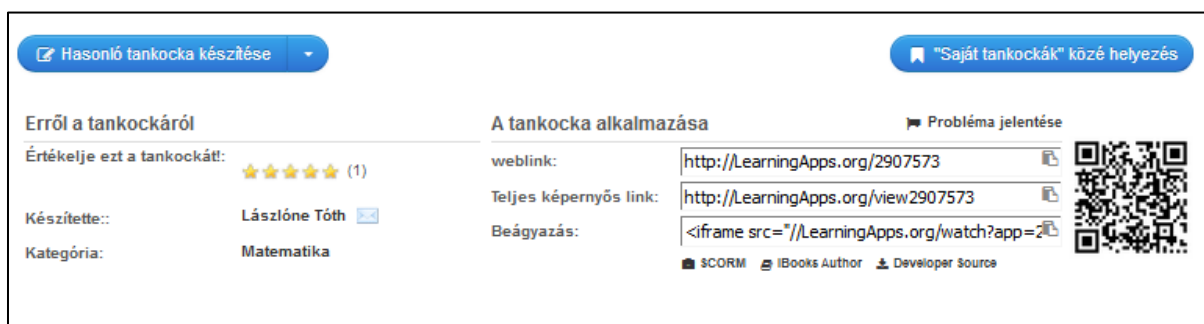 Hasonló tankocka készítése
"Saját tankockák" közé helyezés
Erről a tankockáról
Értékelje ezt a tankockát!:
(1)
Készítette::
Lászlóne Tóth
Kategória:
Matematika
A tankocka alkalmazása
Probléma jelentése
weblink:
http://LearningApps.org/2907573
Teljes képernyős link:
http://LearningApps.org/view2907573
Beágyazás:
<iframe src="//LearningApps.org/watch?app=2
SCORM iBooks Author Developer Source